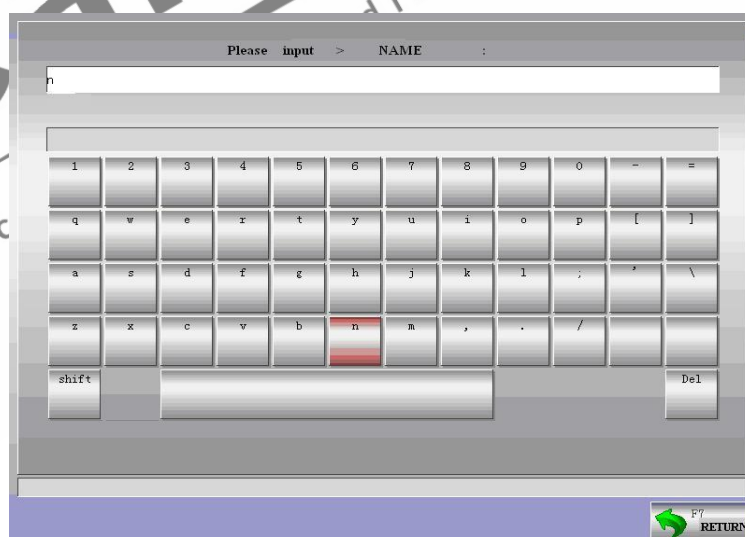 Please input > NAME :
n
1 2 3 4 5 6 7 8 9 0 - =
q w e r t y u i o p [ ]
a s d f g h j k l ; ' \
z x c v b n m , . /
shift Del
F7
RETURN